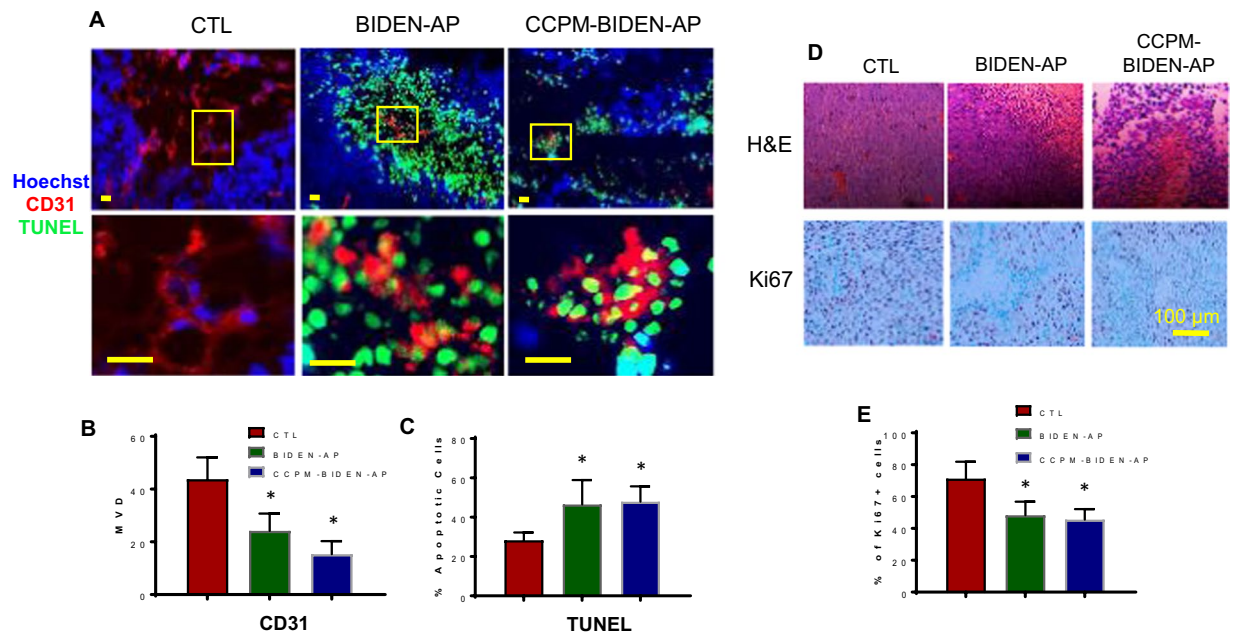 A
CTL
BIDEN-AP
CCPM-BIDEN-AP
Hoechst
CD31
TUNEL
D
CTL
BIDEN-AP
CCPM-
BIDEN-AP
H&E
Ki67
100 µm
B
MVD
60
40
20
0
CTL
BIDEN-AP
CCPM-BIDEN-AP
*
*
CD31
C
% Apoptotic Cells
80
60
40
20
0
*
*
TUNEL
E
% of Ki67+ cells
100
80
60
40
20
0
CTL
BIDEN-AP
CCPM-BIDEN-AP
*
*